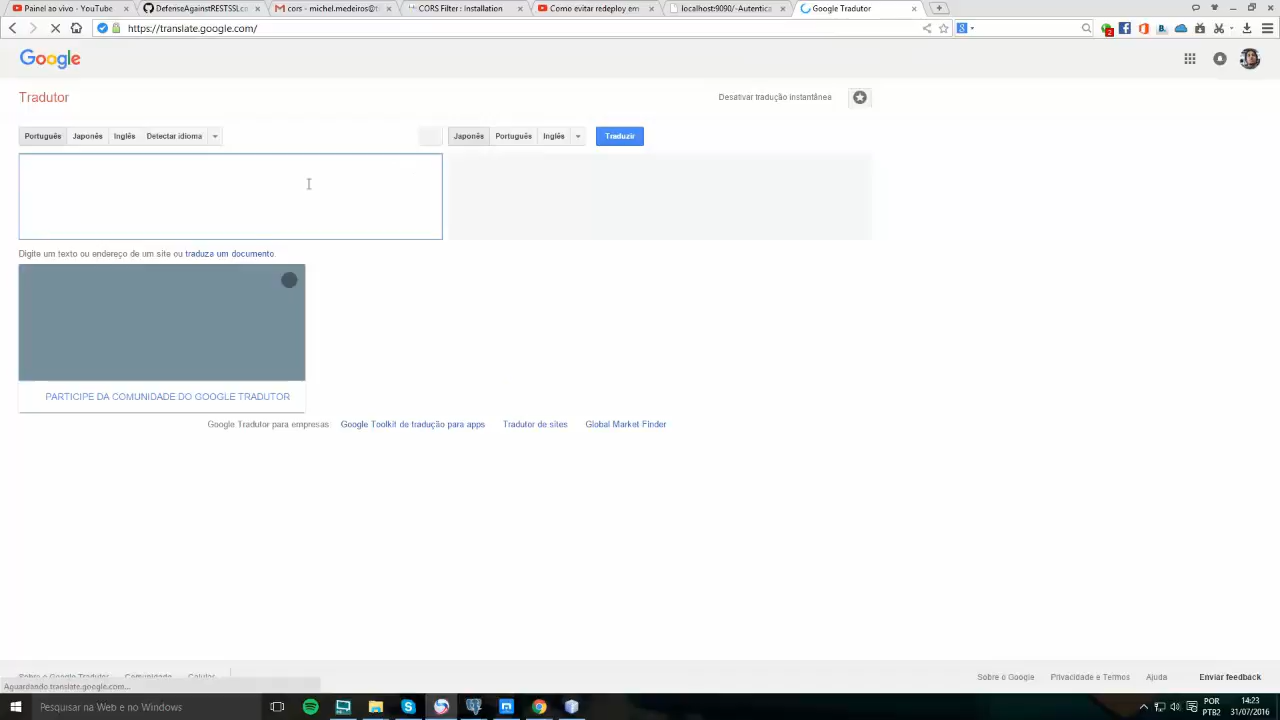 Painel ao vivo - YouTube
DefenseAgainstRESTSSl.co
cors - michel.medeiros@
CORS Filter : Installation
Como evitar redeploy em
localhost:9090/-Autentica
Google Tradutor
https://translate.google.com/
Google
Tradutor
Desativar tradução instantânea
Português Japonês Inglês Detectar idioma
Japonês Português Inglês
Traduzir
Digite um texto ou endereço de um site ou traduza um documento.
PARTICIPE DA COMUNIDADE DO GOOGLE TRADUTOR
Google Tradutor para empresas: Google Toolkit de tradução para apps Tradutor de sites Global Market Finder
Sobre o Google Tradutor Comunidade Celular
Sobre o Google Privacidade e Termos Ajuda Enviar feedback
Aguardando translate.google.com...
Pesquisar na Web e no Windows
POR
PTB2
14:23
31/07/2016